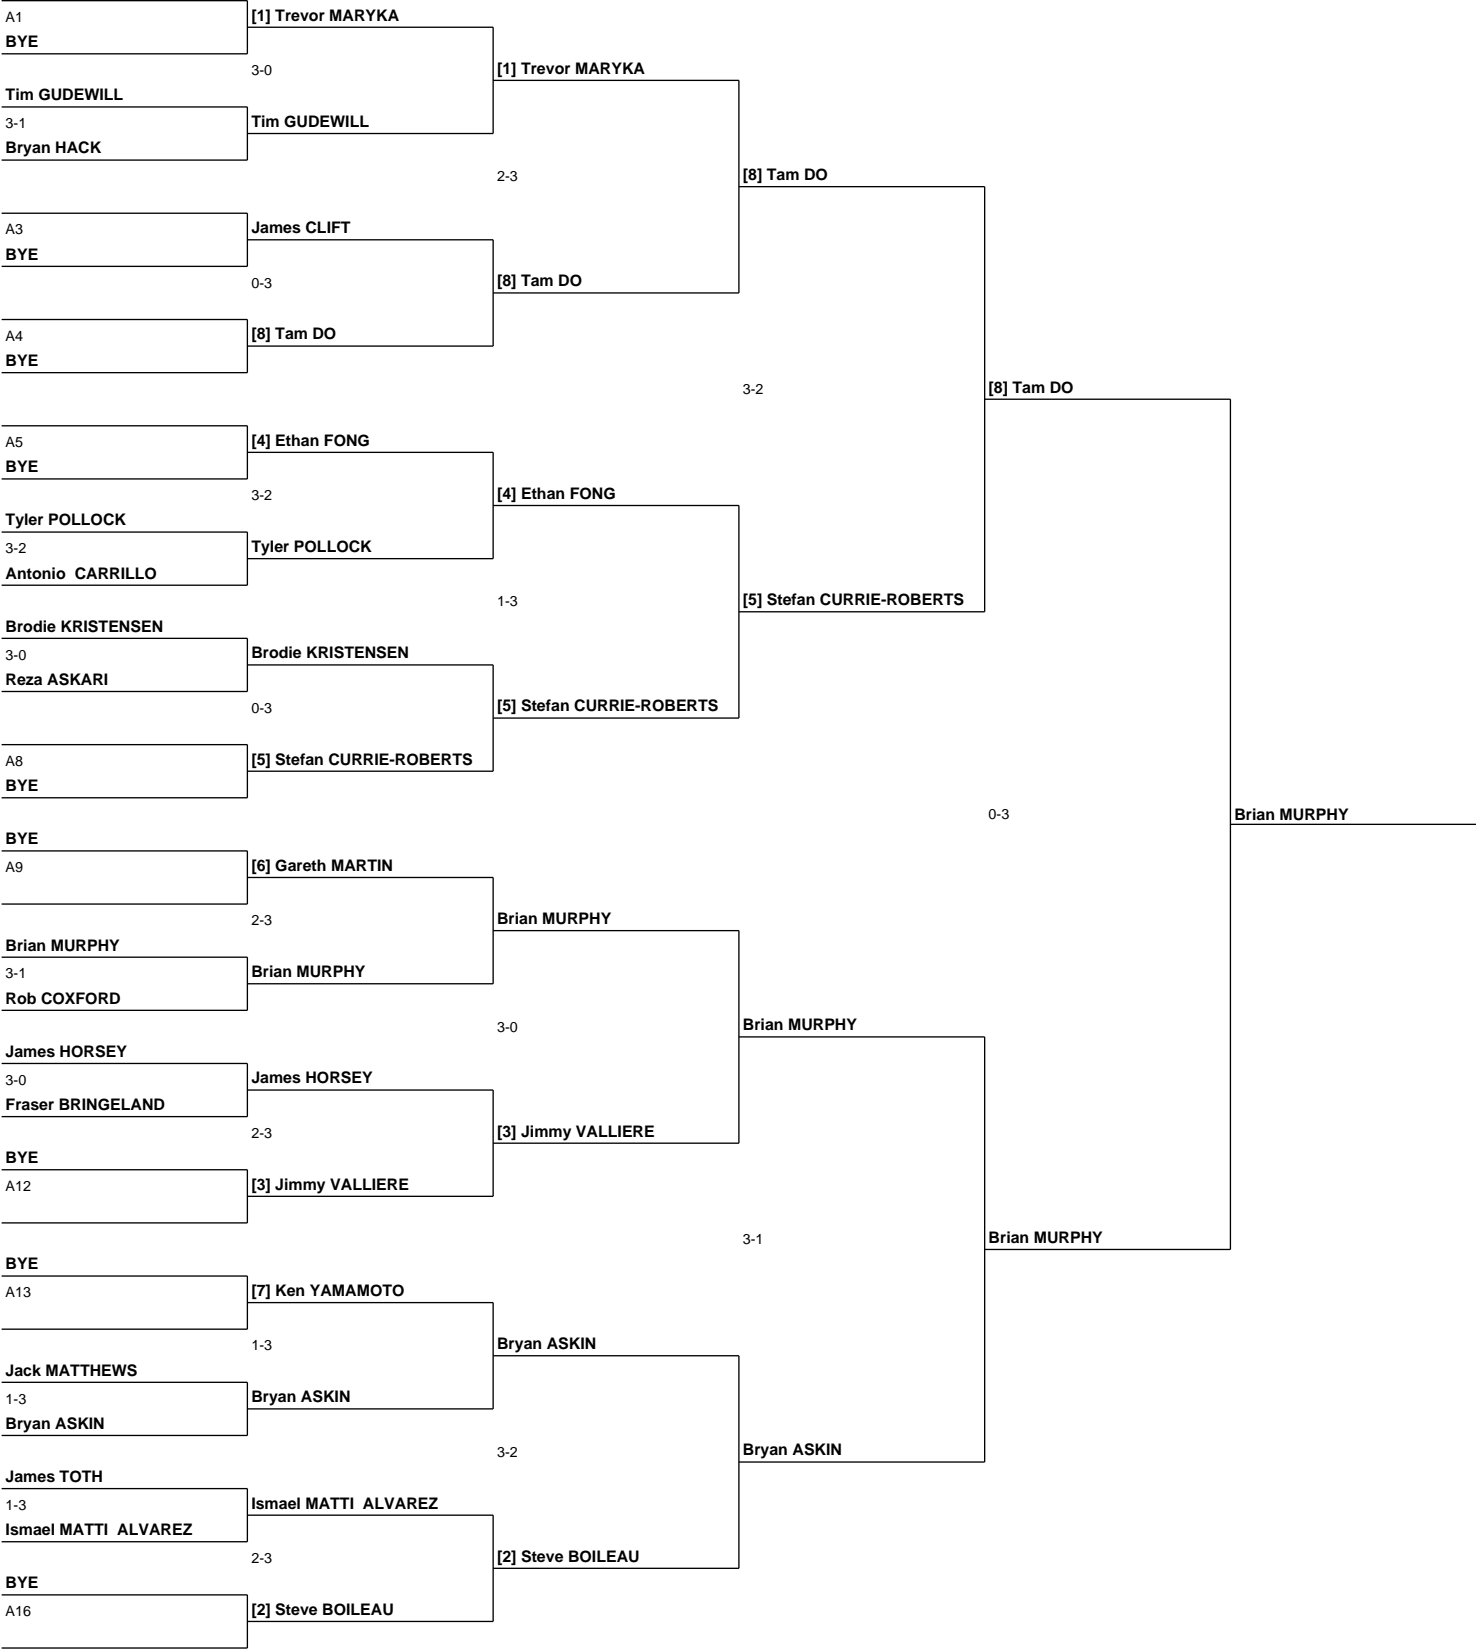 A1
BYE
[1] Trevor MARYKA
3-0
[1] Trevor MARYKA
Tim GUDEWILL
3-1
Bryan HACK
Tim GUDEWILL
2-3
[8] Tam DO
A3
BYE
James CLIFT
0-3
[8] Tam DO
A4
BYE
[8] Tam DO
3-2
[8] Tam DO
A5
BYE
[4] Ethan FONG
3-2
[4] Ethan FONG
Tyler POLLOCK
3-2
Antonio  CARRILLO
Tyler POLLOCK
1-3
[5] Stefan CURRIE-ROBERTS
Brodie KRISTENSEN
3-0
Reza ASKARI
Brodie KRISTENSEN
0-3
[5] Stefan CURRIE-ROBERTS
A8
BYE
[5] Stefan CURRIE-ROBERTS
0-3
Brian MURPHY
BYE
A9
[6] Gareth MARTIN
2-3
Brian MURPHY
Brian MURPHY
3-1
Rob COXFORD
Brian MURPHY
3-0
Brian MURPHY
James HORSEY
3-0
Fraser BRINGELAND
James HORSEY
2-3
[3] Jimmy VALLIERE
BYE
A12
[3] Jimmy VALLIERE
3-1
Brian MURPHY
BYE
A13
[7] Ken YAMAMOTO
1-3
Bryan ASKIN
Jack MATTHEWS
1-3
Bryan ASKIN
Bryan ASKIN
3-2
Bryan ASKIN
James TOTH
1-3
Ismael MATTI  ALVAREZ
Ismael MATTI  ALVAREZ
2-3
[2] Steve BOILEAU
BYE
A16
[2] Steve BOILEAU